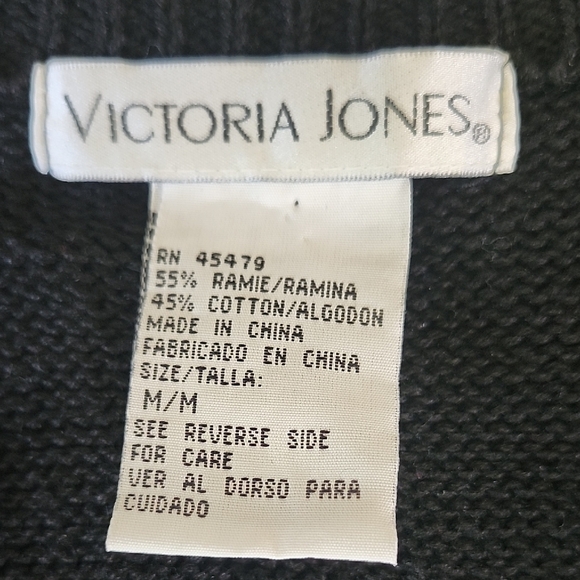 VICTORIA JONES®
RN 45479
55% RAMIE/RAMINA
45% COTTON/ALGODON
MADE IN CHINA
FABRICADO EN CHINA
SIZE/TALLA:
M/M
SEE REVERSE SIDE
FOR CARE
VER AL DORSO PARA
CUIDADO